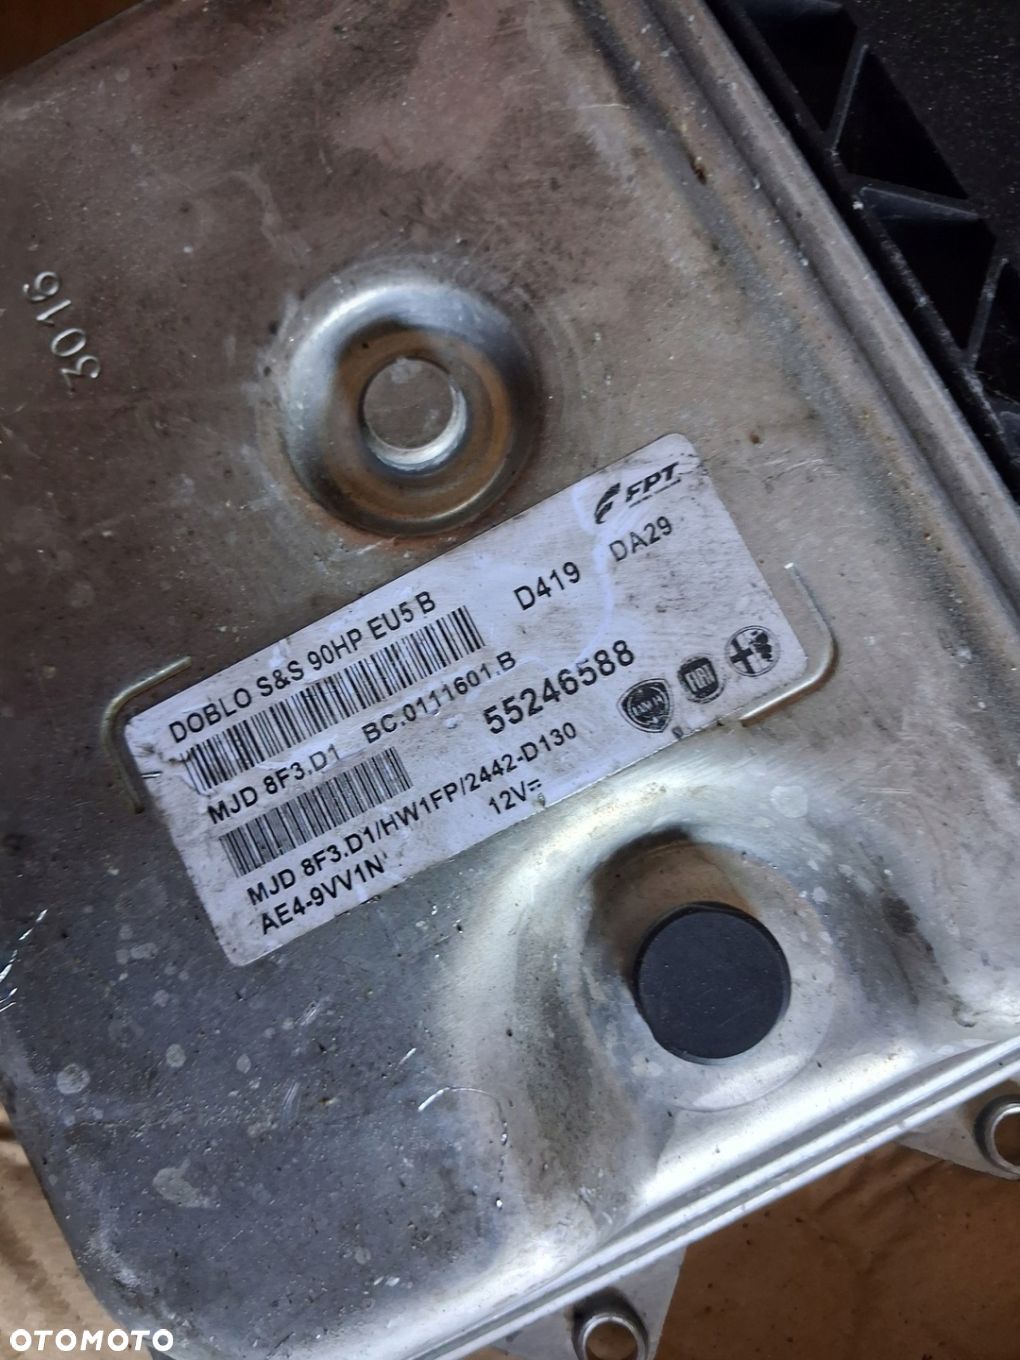 3016
FPT
DOBLO S&S 90HP EU5 B
D419
DA29
MJD 8F3.D1
BC.0111601.B
55246588
FIAT
MJD 8F3.D1/HW1FP/2442-D130
AE4-9VV1N
12V=
OTOMOTO